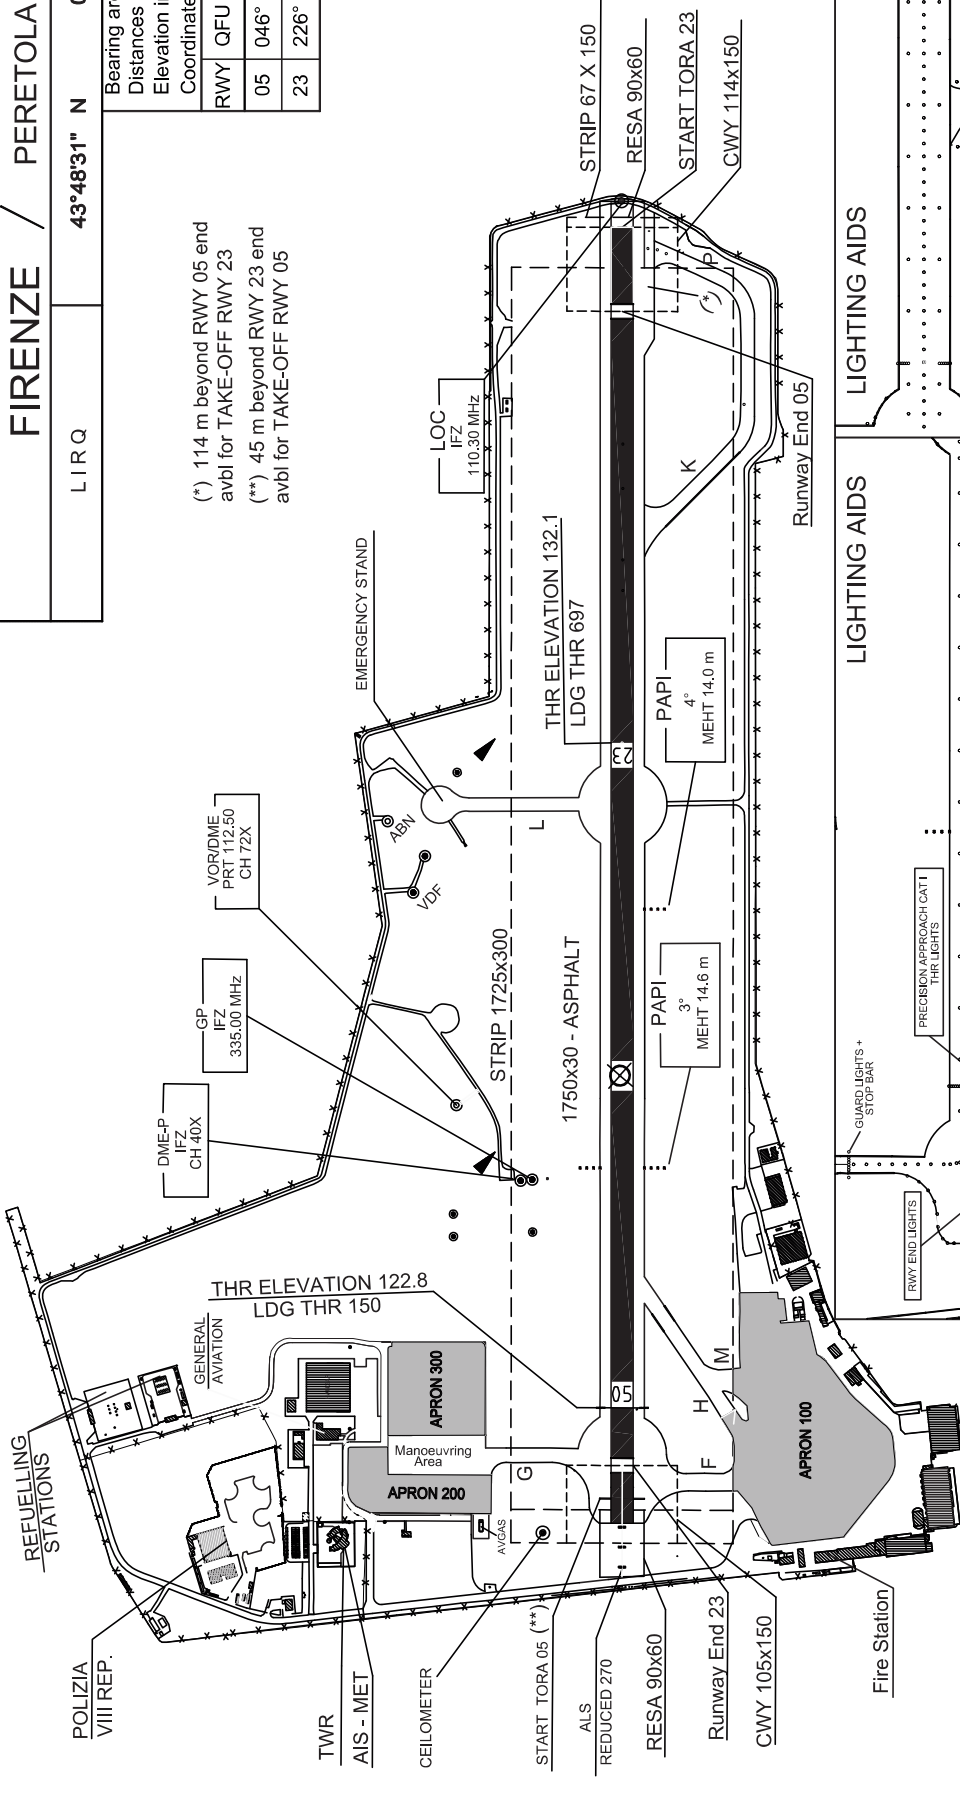 FIRENZE / PERETOLA
LIRQ
43°48'31" N
Bearing
Distances
Elevation
RWY QFU
05 046°
23 226°
(*) 114 m beyond RWY 05 end
avbl for TAKE-OFF RWY 23
(**) 45 m beyond RWY 23 end
avbl for TAKE-OFF RWY 05
STRIP 67 X 150
RESA 90x60
START TORA 23
CWY 114x150
LOC
IFZ
110.30 MHz
EMERGENCY STAND
VOR/DME
PRT 112.50
CH 72X
GP
IFZ
335.00 MHz
DME-P
IFZ
CH 40X
ABN
VDF
L
K
P
(*)
Runway End 05
THR ELEVATION 132.1
LDG THR 697
23
PAPI
4°
MEHT 14.0 m
STRIP 1725x300
1750x30 - ASPHALT
PAPI
3°
MEHT 14.6 m
THR ELEVATION 122.8
LDG THR 150
05
GENERAL
AVIATION
REFUELLING
STATIONS
APRON 300
Manoeuvring
Area
APRON 200
G
AVGAS
M
H
F
APRON 100
POLIZIA
VIII REP.
TWR
AIS - MET
CEILOMETER
START TORA 05 (**)
ALS
REDUCED 270
RESA 90x60
Runway End 23
CWY 105x150
Fire Station
LIGHTING AIDS
LIGHTING AIDS
PRECISION APPROACH CAT I
THR LIGHTS
GUARD LIGHTS +
STOP BAR
RWY END LIGHTS